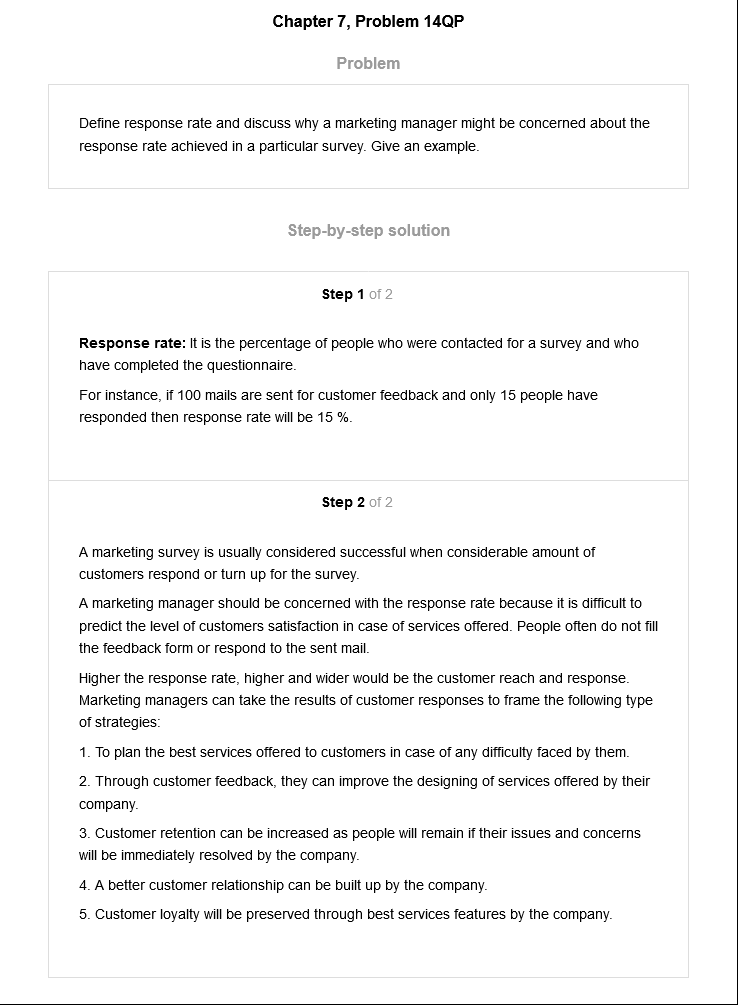 Chapter 7, Problem 14QP
Problem
Define response rate and discuss why a marketing manager might be concerned about the
response rate achieved in a particular survey. Give an example.
Step-by-step solution
Step 1 of 2
Response rate: It is the percentage of people who were contacted for a survey and who
have completed the questionnaire.
For instance, if 100 mails are sent for customer feedback and only 15 people have
responded then response rate will be 15 %.
Step 2 of 2
A marketing survey is usually considered successful when considerable amount of
customers respond or turn up for the survey.
A marketing manager should be concerned with the response rate because it is difficult to
predict the level of customers satisfaction in case of services offered. People often do not fill
the feedback form or respond to the sent mail.
Higher the response rate, higher and wider would be the customer reach and response.
Marketing managers can take the results of customer responses to frame the following type
of strategies:
1. To plan the best services offered to customers in case of any difficulty faced by them.
2. Through customer feedback, they can improve the designing of services offered by their
company.
3. Customer retention can be increased as people will remain if their issues and concerns
will be immediately resolved by the company.
4. A better customer relationship can be built up by the company.
5. Customer loyalty will be preserved through best services features by the company.